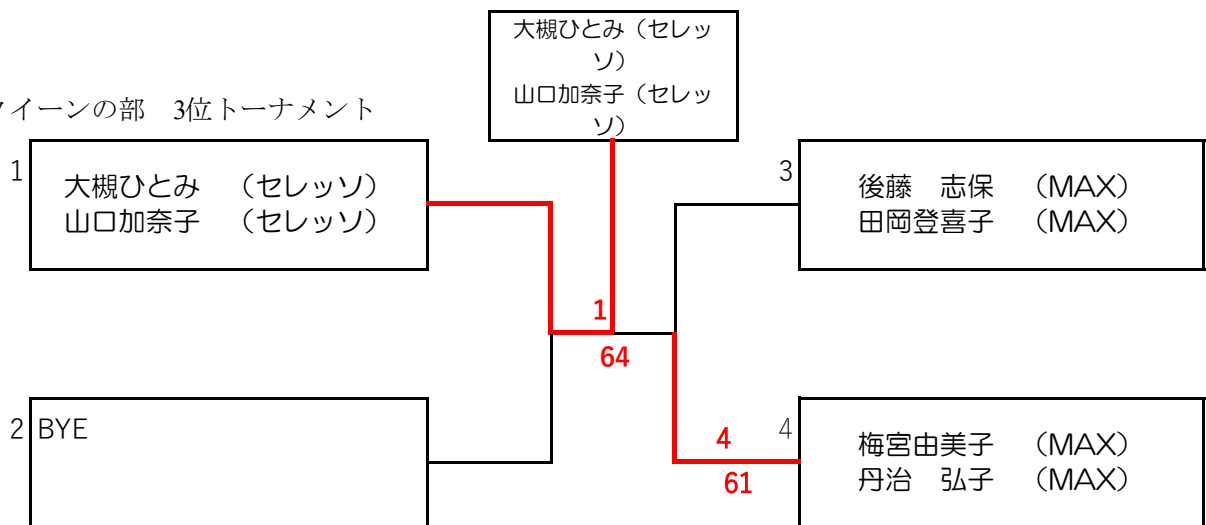 大槻ひとみ（セレッ
ソ）
山口加奈子（セレッ
ソ）
イーンの部　3位トーナメント
1
大槻ひとみ　（セレッソ）
山口加奈子　（セレッソ）
3
後藤　志保　（MAX）
田岡登喜子　（MAX）
1
64
2
BYE
4
61
4
梅宮由美子　（MAX）
丹治　弘子　（MAX）